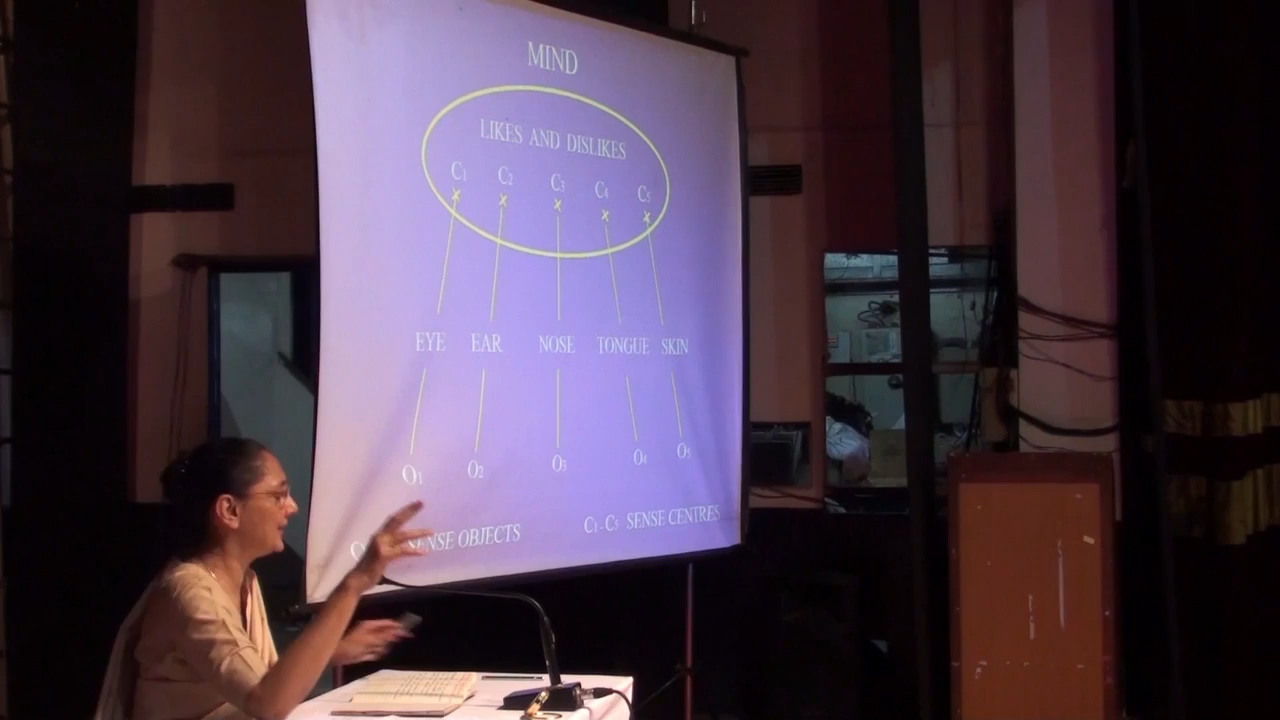 MIND
LIKES AND DISLIKES
C1 C2 C3 C4 C5
EYE EAR NOSE TONGUE SKIN
O1 O2 O3 O4 O5
SENSE OBJECTS
C1-C5 SENSE CENTRES